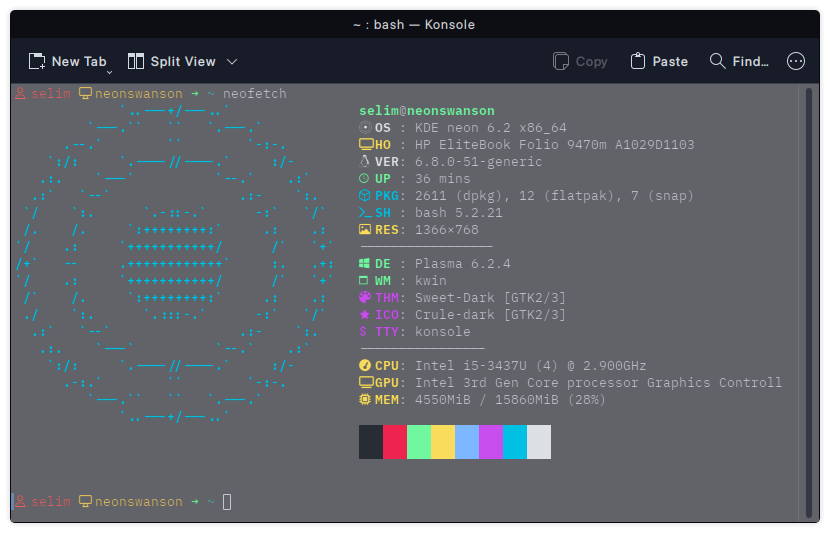 ~ : bash — Konsole
New Tab Split View Copy Paste Find...
selim neonswanson → ~ neofetch
selim@neonswanson
OS : KDE neon 6.2 x86_64
HO : HP EliteBook Folio 9470m A1029D1103
VER: 6.8.0-51-generic
UP : 36 mins
PKG: 2611 (dpkg), 12 (flatpak), 7 (snap)
SH : bash 5.2.21
RES: 1366×768
DE : Plasma 6.2.4
WM : kwin
THM: Sweet-Dark [GTK2/3]
ICO: Crule-dark [GTK2/3]
TTY: konsole
CPU: Intel i5-3437U (4) @ 2.900GHz
GPU: Intel 3rd Gen Core processor Graphics Controll
MEM: 4550MiB / 15860MiB (28%)
selim neonswanson → ~